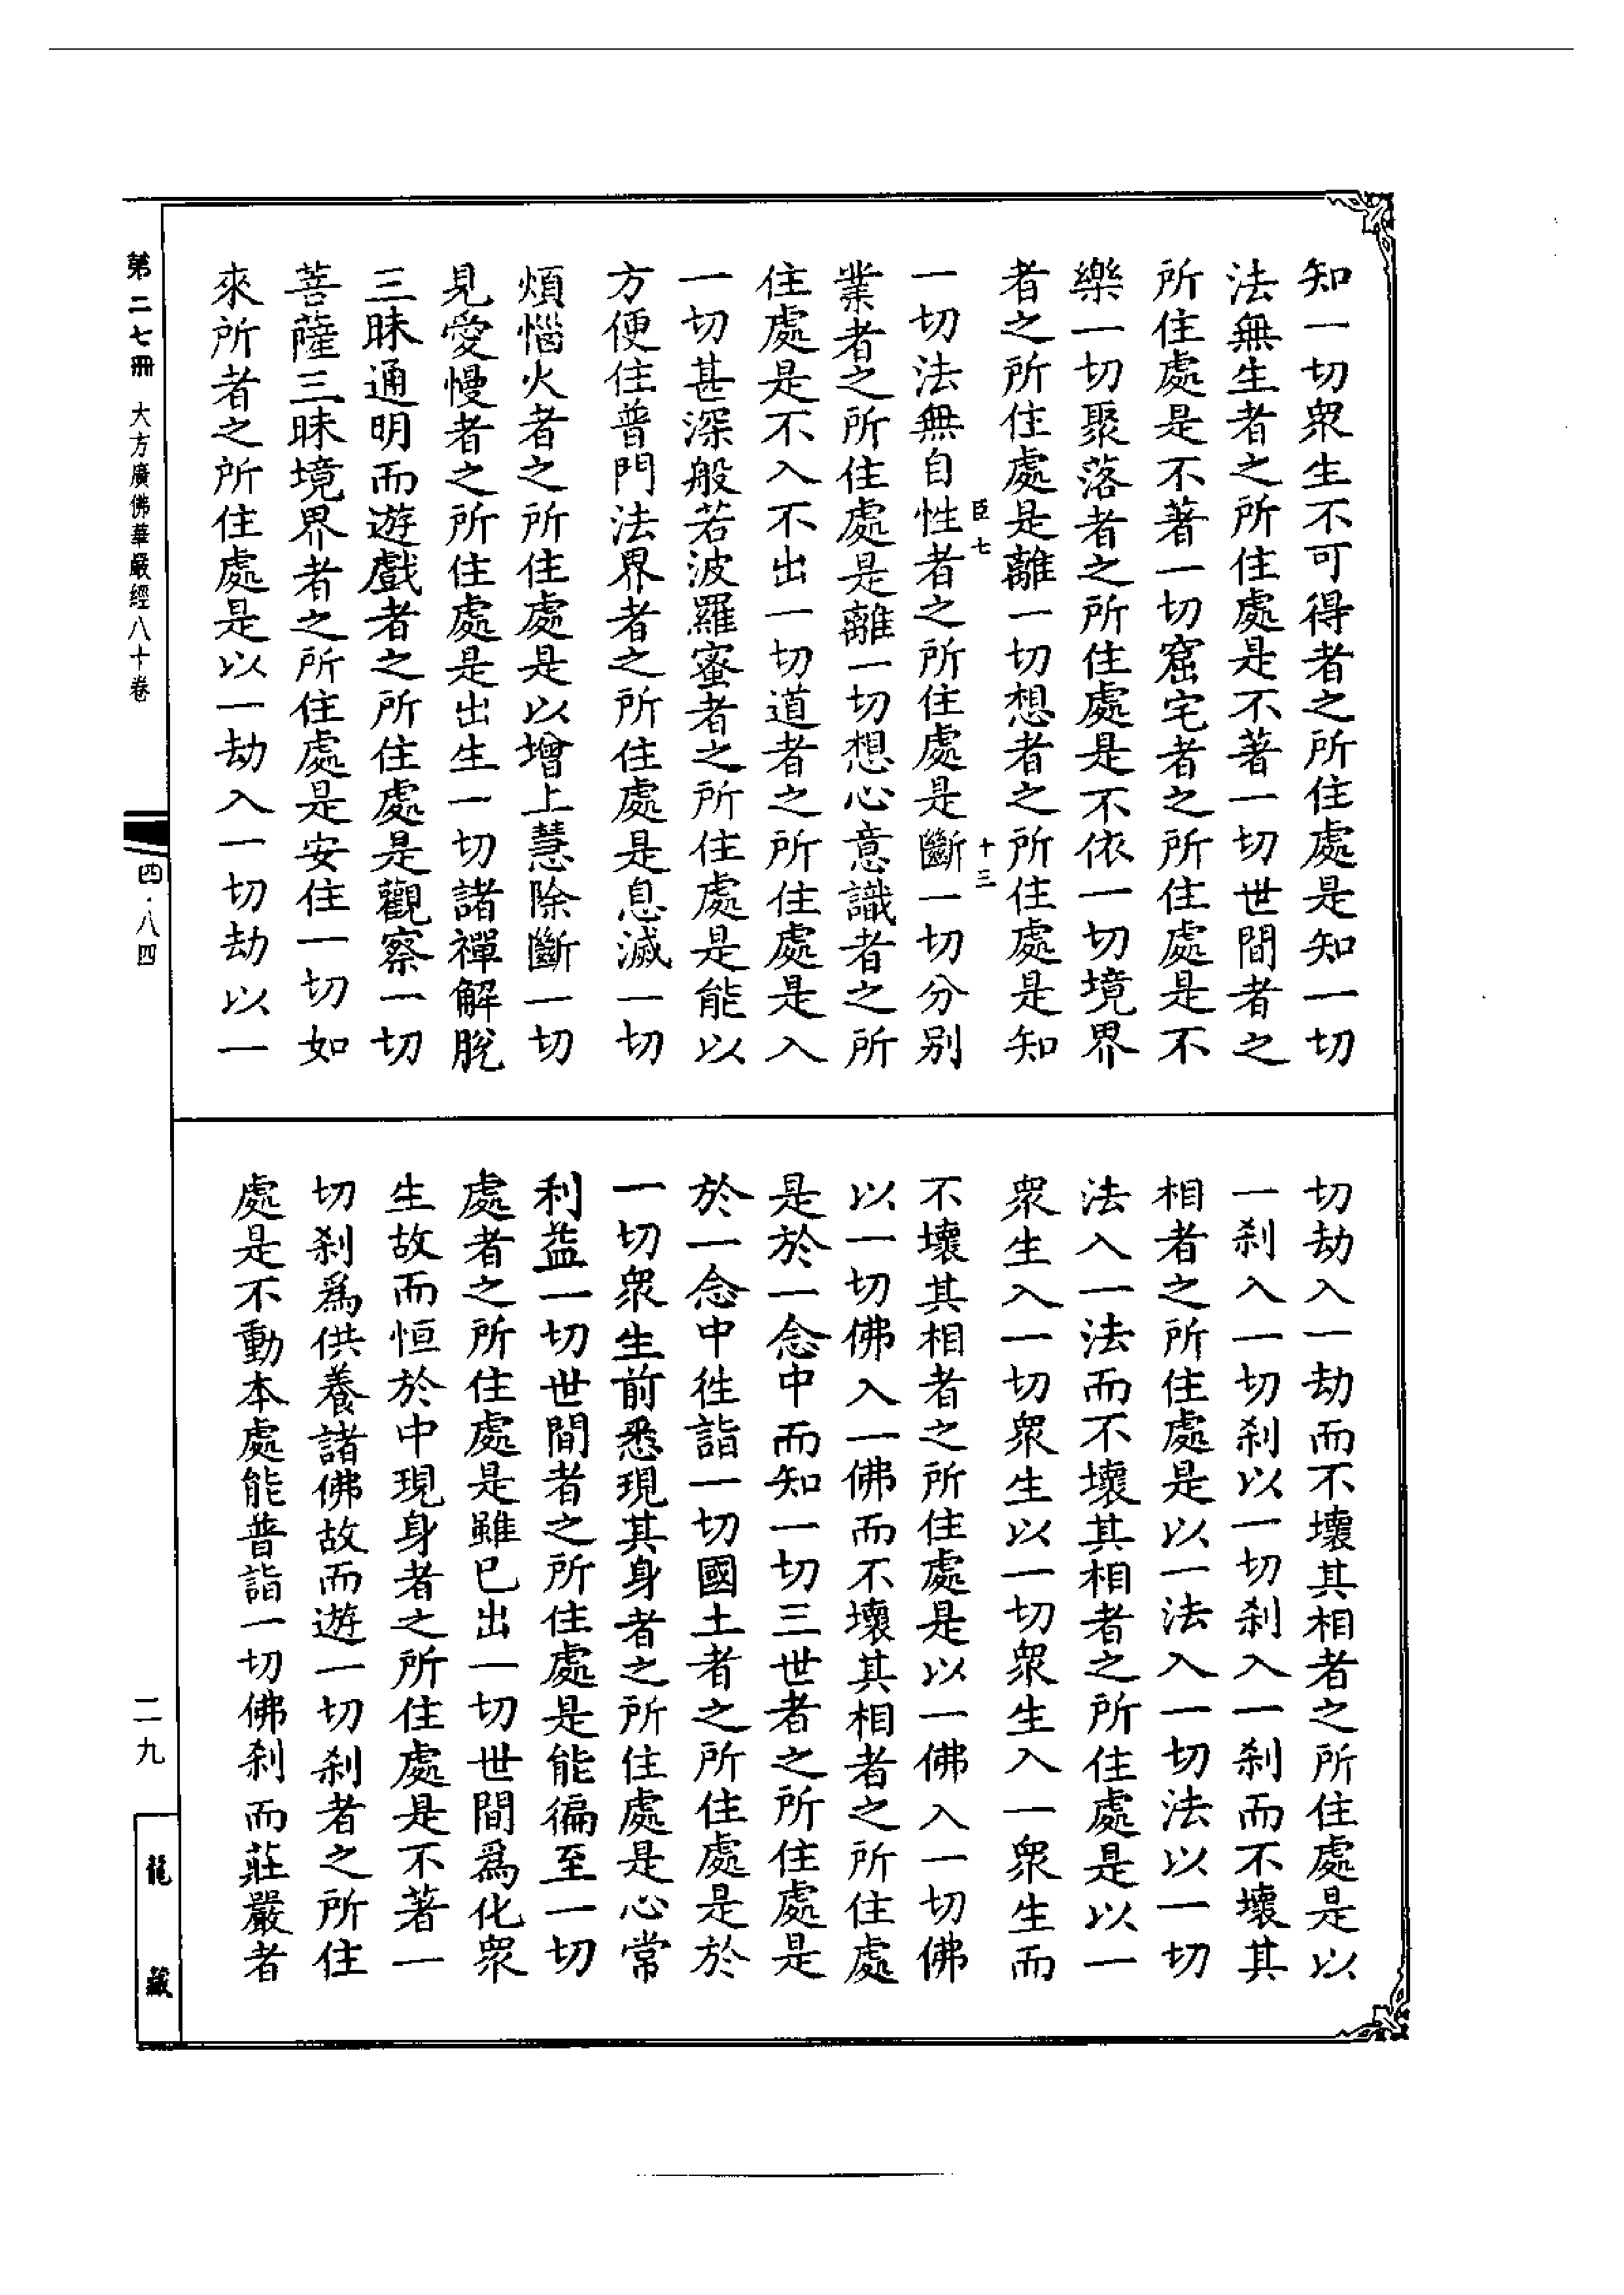 知一切眾生不可得者之所住處是知一切
法無生者之所住處是不著一切世間者之
所住處是不著一切窟宅者之所住處是不
樂一切聚落者之所住處是不依一切境界
者之所住處是離一切想者之所住處是知
臣七 十三
一切法無自性者之所住處是斷一切分別
業者之所住處是離一切想心意識者之所
住處是不入不出一切道者之所住處是入
一切甚深般若波羅蜜者之所住處是能以
方便住普門法界者之所住處是息滅一切
煩惱火者之所住處是以增上慧除斷一切
見愛慢者之所住處是出生一切諸禪解脫
三昧通明而遊戲者之所住處是觀察一切
菩薩三昧境界者之所住處是安住一切如
來所者之所住處是以一劫入一切劫以一
切劫入一劫而不壞其相者之所住處是以
一剎入一切剎以一切剎入一剎而不壞其
相者之所住處是以一法入一切法以一切
法入一法而不壞其相者之所住處是以一
眾生入一切眾生以一切眾生入一眾生而
不壞其相者之所住處是以一佛入一切佛
以一切佛入一佛而不壞其相者之所住處
是於一念中而知一切三世者之所住處是
於一念中徃詣一切國土者之所住處是於
一切眾生前悉現其身者之所住處是心常
利益一切世間者之所住處是能徧至一切
處者之所住處是雖已出一切世間爲化眾
生故而恒於中現身者之所住處是不著一
切剎爲供養諸佛故而遊一切剎者之所住
處是不動本處能普詣一切佛剎而莊嚴者
第二七冊 大方廣佛華嚴經八十卷
四·八四
二九
龍藏